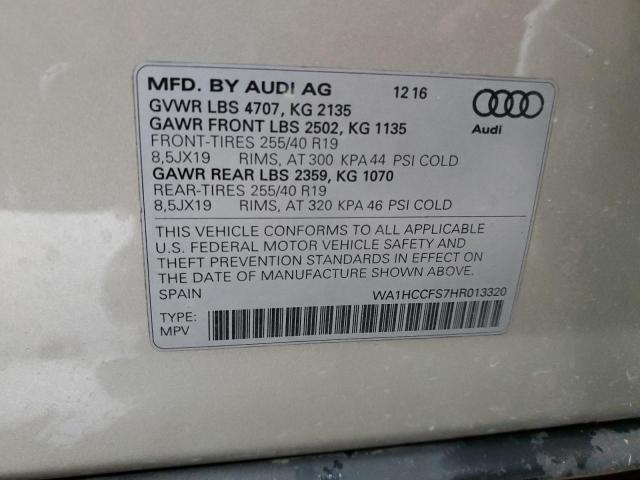 MFD. BY AUDI AG 12 16
GVWR LBS 4707, KG 2135
GAWR FRONT LBS 2502, KG 1135
FRONT-TIRES 255/40 R19
8,5JX19 RIMS, AT 300 KPA 44 PSI COLD
GAWR REAR LBS 2359, KG 1070
REAR-TIRES 255/40 R19
8,5JX19 RIMS, AT 320 KPA 46 PSI COLD
Audi
THIS VEHICLE CONFORMS TO ALL APPLICABLE
U.S. FEDERAL MOTOR VEHICLE SAFETY AND
THEFT PREVENTION STANDARDS IN EFFECT ON
THE DATE OF MANUFACTURE SHOWN ABOVE.
SPAIN WA1HCCFS7HR013320
TYPE:
MPV